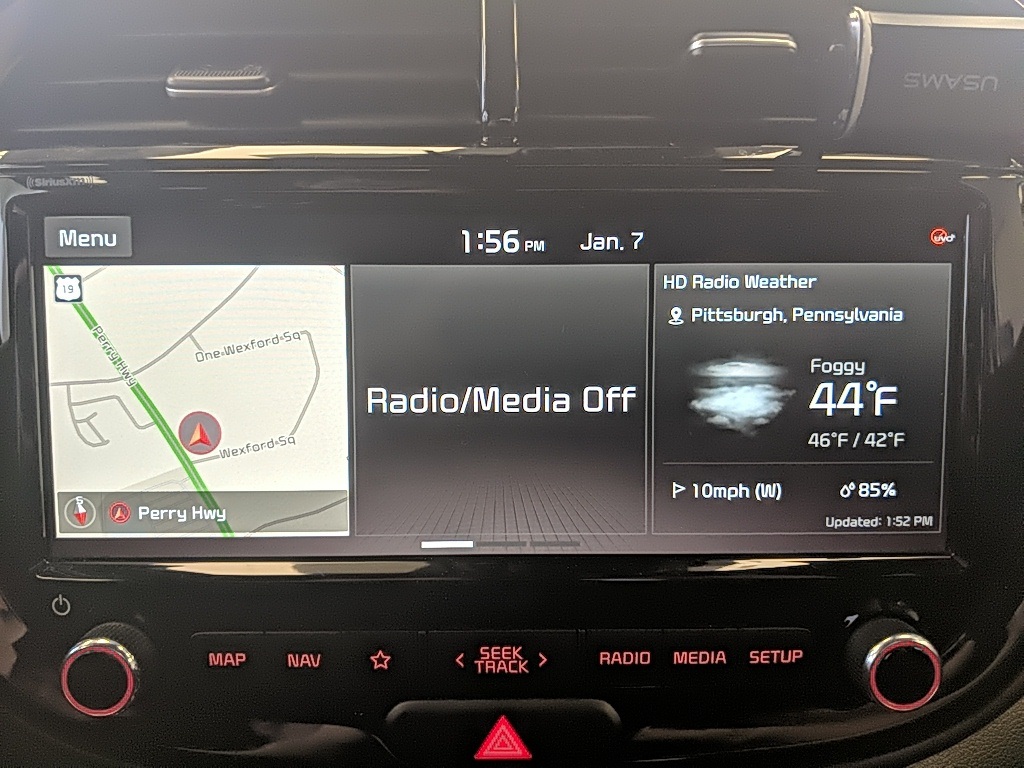 USAMS
SiriusXM
Menu
1:56 PM Jan. 7
19
Perry Hwy
One Wexford Sq
Wexford Sq
S
Perry Hwy
Radio/Media Off
HD Radio Weather
Pittsburgh, Pennsylvania
Foggy
44°F
46°F / 42°F
10mph (W) 85%
Updated: 1:52 PM
MAP NAV < SEEK TRACK > RADIO MEDIA SETUP